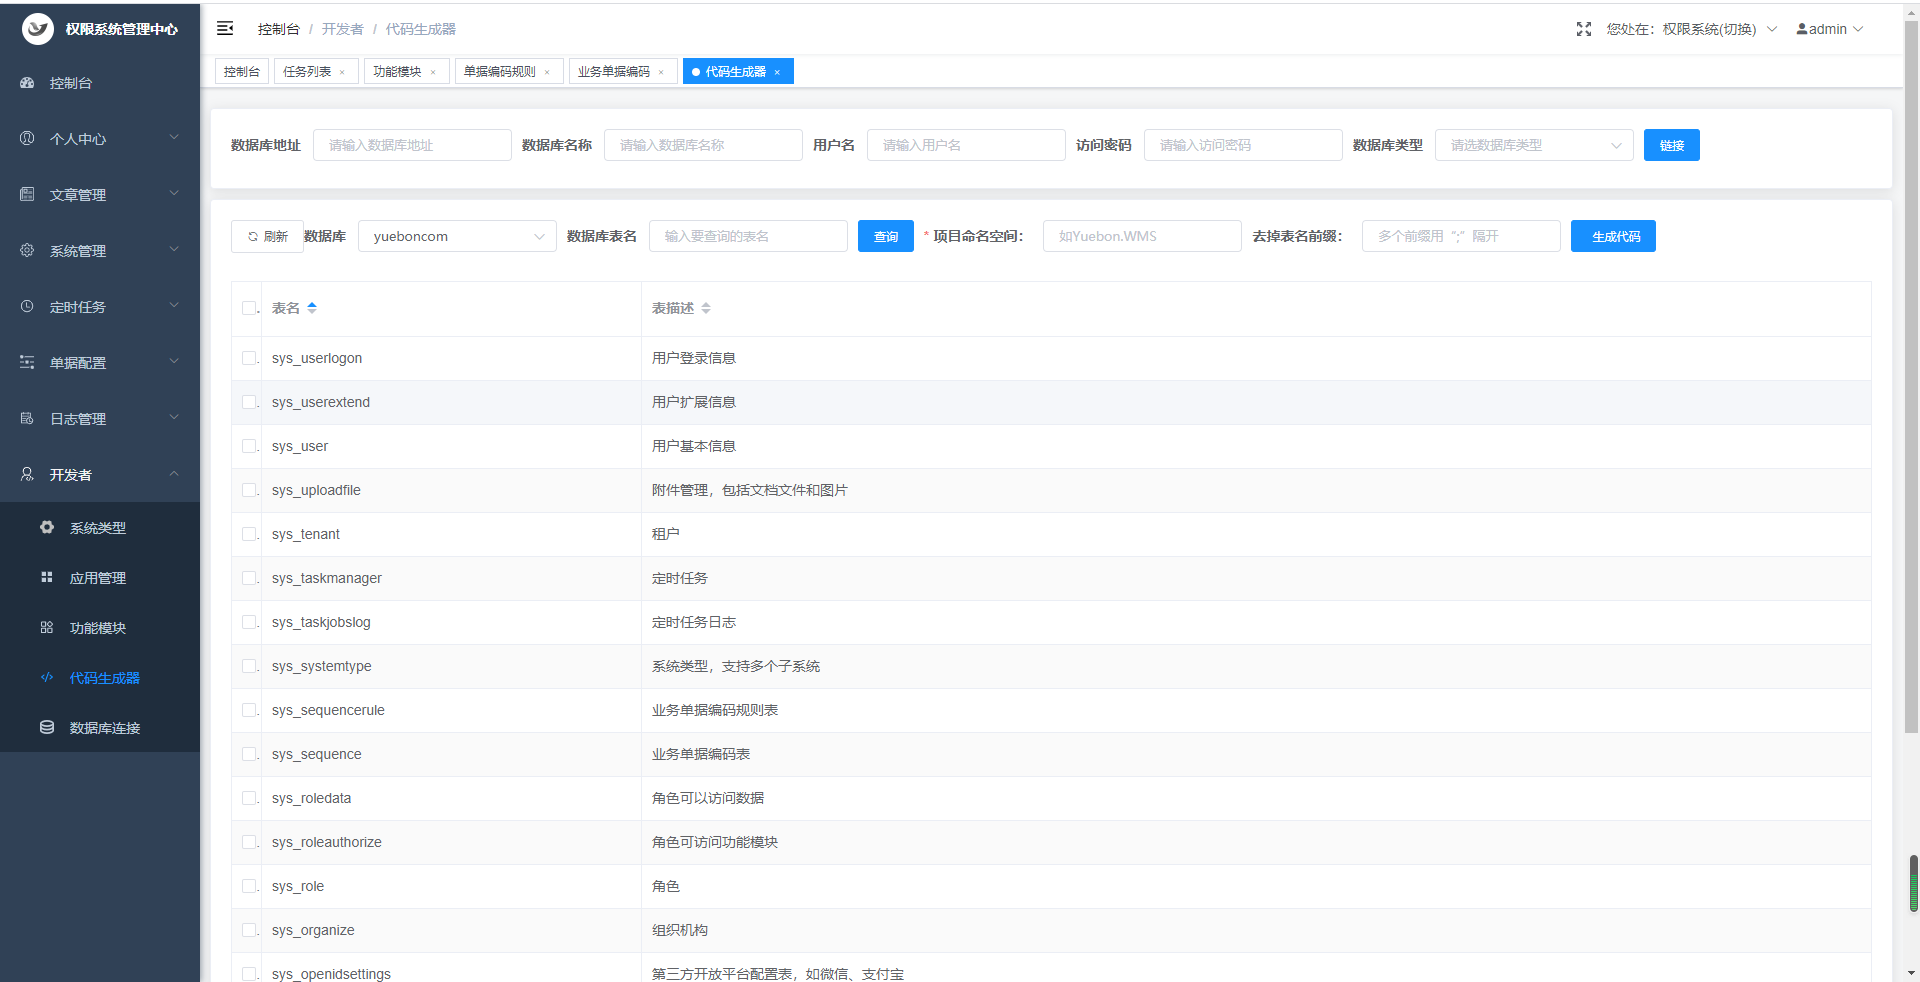 权限系统管理中心
控制台 / 开发者 / 代码生成器
您处在：权限系统(切换)
admin
控制台
任务列表 ×
功能模块 ×
单据编码规则 ×
业务单据编码 ×
代码生成器 ×
控制台
个人中心
文章管理
系统管理
定时任务
单据配置
日志管理
开发者
系统类型
应用管理
功能模块
代码生成器
数据库连接
数据库地址 请输入数据库地址 数据库名称 请输入数据库名称 用户名 请输入用户名 访问密码 请输入访问密码 数据库类型 请选数据库类型 链接
刷新 数据库 yueboncom 数据库表名 输入要查询的表名 查询 * 项目命名空间： 如Yuebon.WMS 去掉表名前缀： 多个前缀用“;”隔开 生成代码
表名 表描述
sys_userlogon 用户登录信息
sys_userextend 用户扩展信息
sys_user 用户基本信息
sys_uploadfile 附件管理，包括文档文件和图片
sys_tenant 租户
sys_taskmanager 定时任务
sys_taskjobslog 定时任务日志
sys_systemtype 系统类型，支持多个子系统
sys_sequencerule 业务单据编码规则表
sys_sequence 业务单据编码表
sys_roledata 角色可以访问数据
sys_roleauthorize 角色可访问功能模块
sys_role 角色
sys_organize 组织机构
sys_openidsettings 第三方开放平台配置表，如微信、支付宝